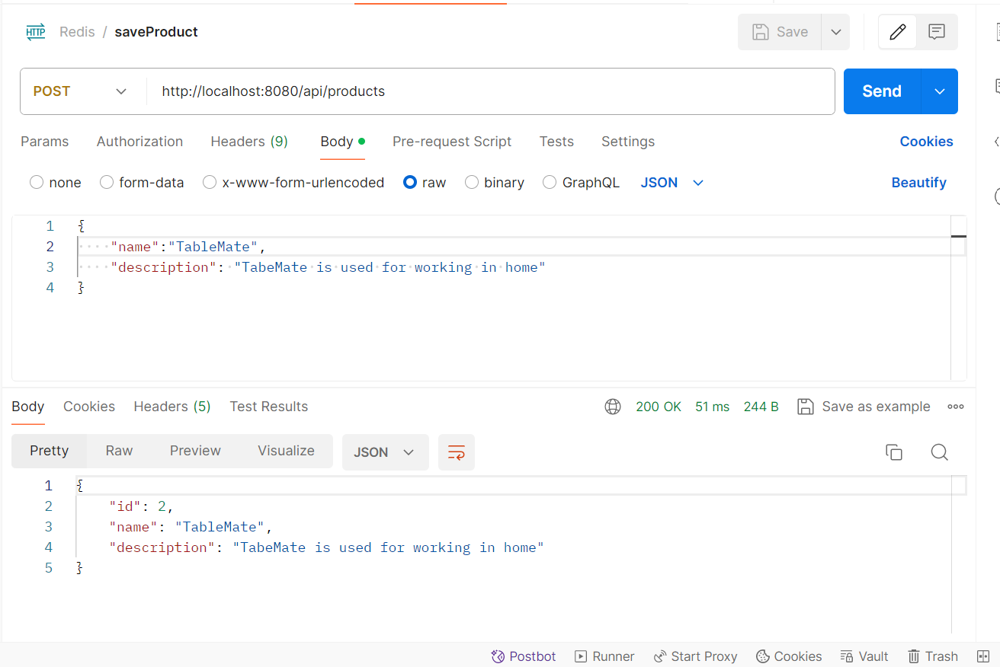 HTTP Redis / saveProduct Save
POST http://localhost:8080/api/products Send
Params Authorization Headers (9) Body Pre-request Script Tests Settings Cookies
none form-data x-www-form-urlencoded raw binary GraphQL JSON Beautify
1 {
2 ····"name":"TableMate",
3 ····"description":·"TabeMate·is·used·for·working·in·home"
4 }
Body Cookies Headers (5) Test Results 200 OK 51 ms 244 B Save as example
Pretty Raw Preview Visualize JSON
1 {
2 "id": 2,
3 "name": "TableMate",
4 "description": "TabeMate is used for working in home"
5 }
Postbot Runner Start Proxy Cookies Vault Trash